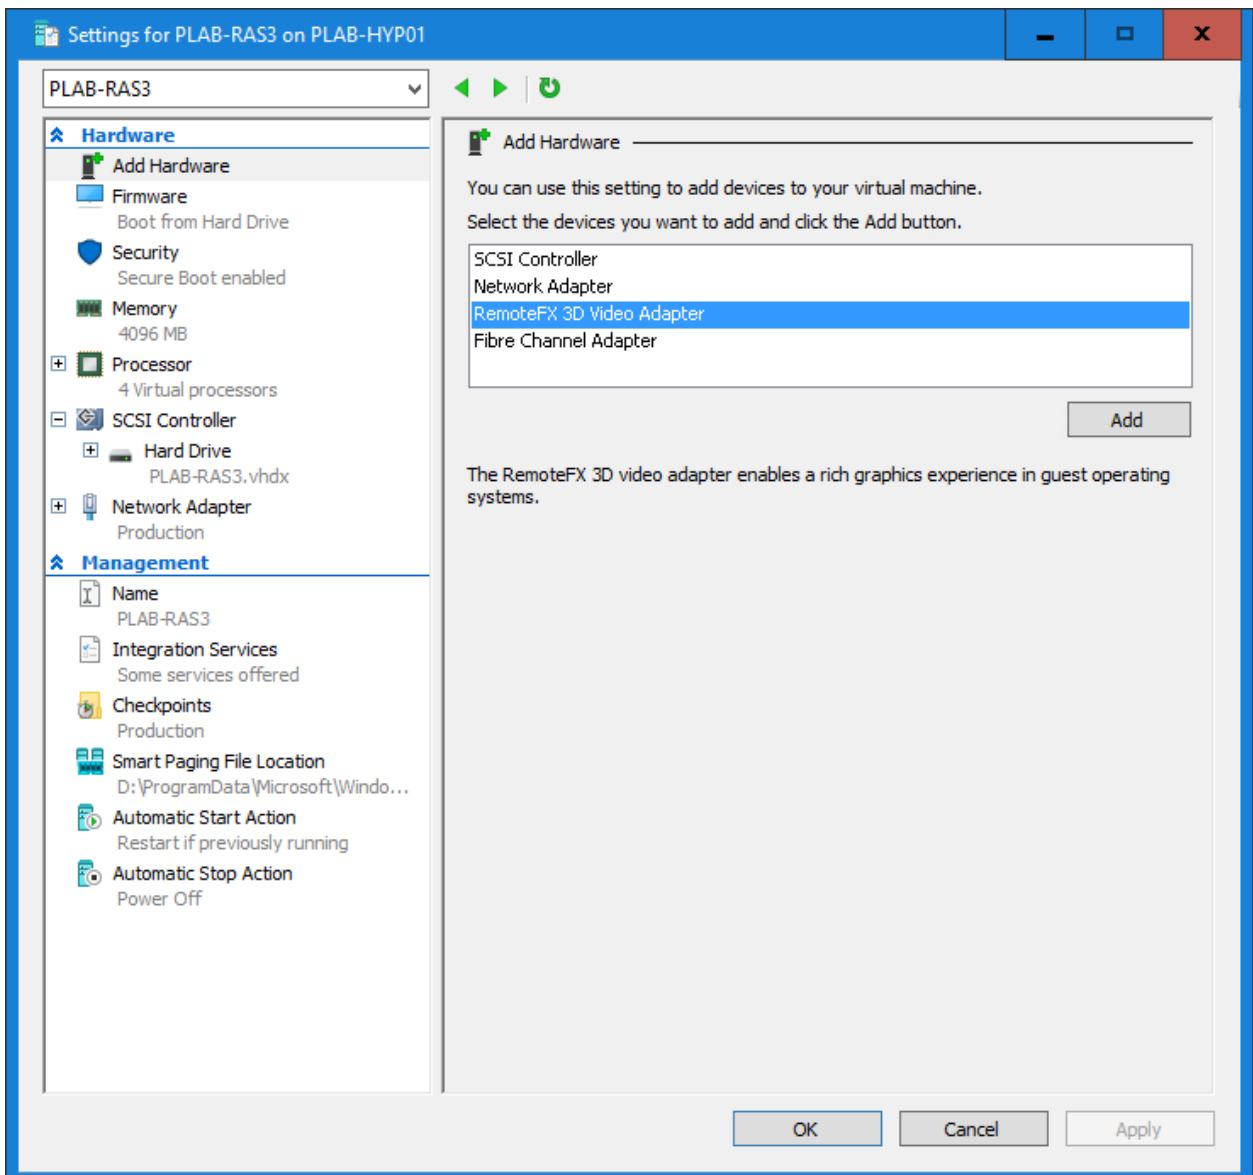 Settings for PLAB-RAS3 on PLAB-HYP01
PLAB-RAS3
Hardware
Add Hardware
Firmware
Boot from Hard Drive
Security
Secure Boot enabled
Memory
4096 MB
Processor
4 Virtual processors
SCSI Controller
Hard Drive
PLAB-RAS3.vhdx
Network Adapter
Production
Management
Name
PLAB-RAS3
Integration Services
Some services offered
Checkpoints
Production
Smart Paging File Location
D:\ProgramData\Microsoft\Windo...
Automatic Start Action
Restart if previously running
Automatic Stop Action
Power Off
Add Hardware
You can use this setting to add devices to your virtual machine.
Select the devices you want to add and click the Add button.
SCSI Controller
Network Adapter
RemoteFX 3D Video Adapter
Fibre Channel Adapter
Add
The RemoteFX 3D video adapter enables a rich graphics experience in guest operating
systems.
OK
Cancel
Apply